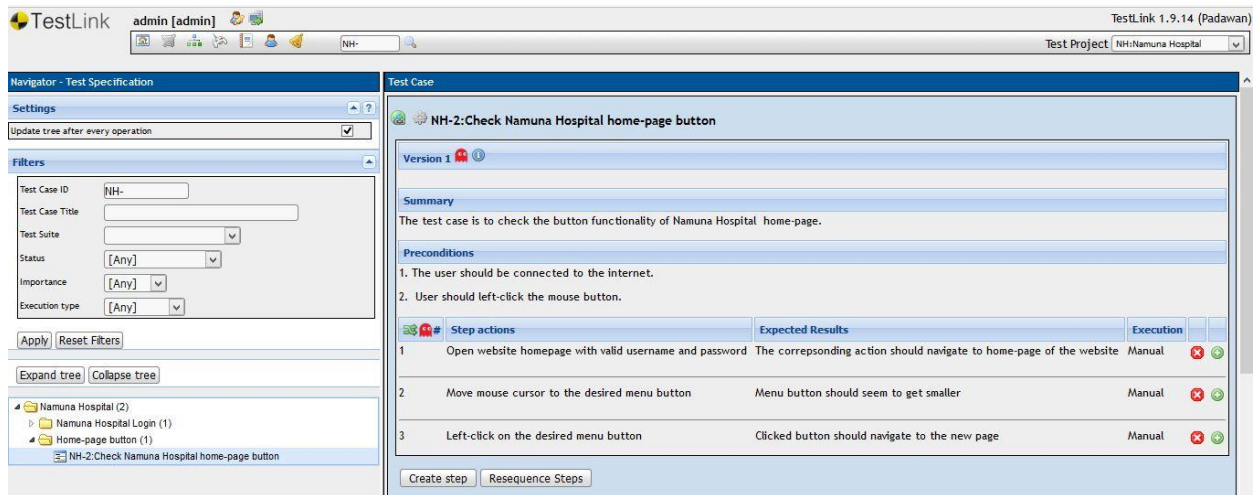 TestLink admin [admin] TestLink 1.9.14 (Padawan)
NH- Test Project NH:Namuna Hospital
Navigator - Test Specification
Settings ?
Update tree after every operation
Filters
Test Case ID NH-
Test Case Title
Test Suite
Status [Any]
Importance [Any]
Execution type [Any]
Apply Reset Filters
Expand tree Collapse tree
Namuna Hospital (2)
Namuna Hospital Login (1)
Home-page button (1)
NH-2:Check Namuna Hospital home-page button
Test Case
NH-2:Check Namuna Hospital home-page button
Version 1
Summary
The test case is to check the button functionality of Namuna Hospital home-page.
Preconditions
1. The user should be connected to the internet.
2. User should left-click the mouse button.
# Step actions Expected Results Execution
1 Open website homepage with valid username and password The correpsonding action should navigate to home-page of the website Manual
2 Move mouse cursor to the desired menu button Menu button should seem to get smaller Manual
3 Left-click on the desired menu button Clicked button should navigate to the new page Manual
Create step Resequence Steps